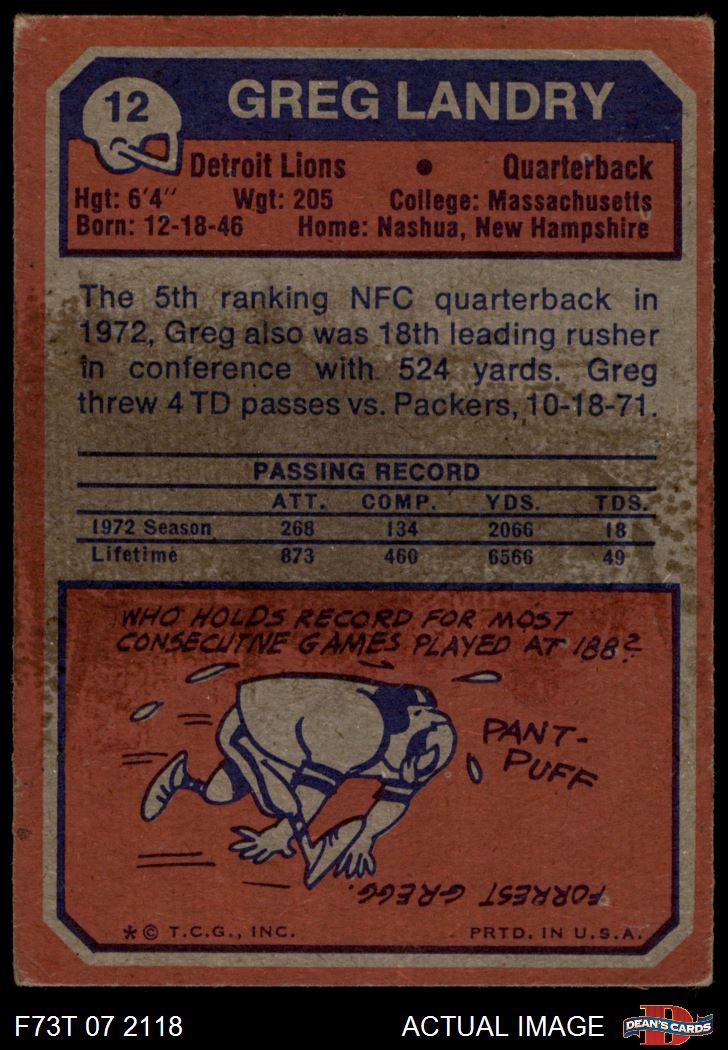 12
GREG LANDRY
Detroit Lions • Quarterback
Hgt: 6'4" Wgt: 205 College: Massachusetts
Born: 12-18-46 Home: Nashua, New Hampshire
The 5th ranking NFC quarterback in
1972, Greg also was 18th leading rusher
in conference with 524 yards. Greg
threw 4 TD passes vs. Packers, 10-18-71.
PASSING RECORD
ATT. COMP. YDS. TDS.
1972 Season 268 134 2066 18
Lifetime 873 460 6566 49
WHO HOLDS RECORD FOR MOST
CONSECUTIVE GAMES PLAYED AT 188?
PANT-
PUFF
FORREST GREGG.
*© T.C.G., INC. PRTD. IN U.S.A.
F73T 07 2118 ACTUAL IMAGE D DEAN'S CARDS